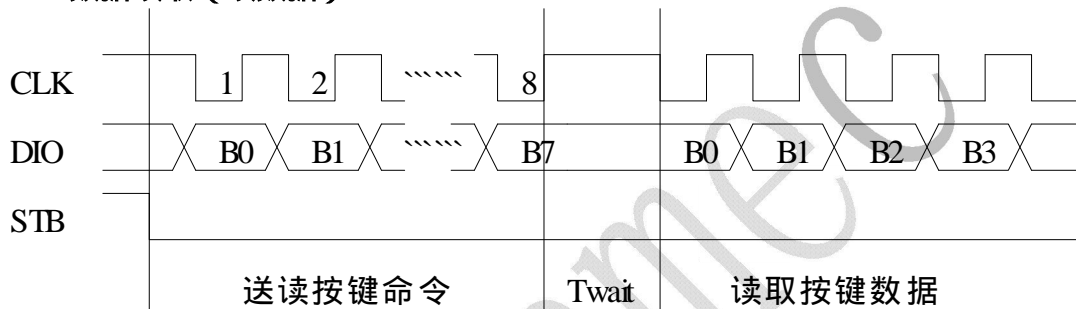 CLK 1 2 ...... 8
DIO B0 B1 ...... B7 B0 B1 B2 B3
STB
送读按键命令 Twait 读取按键数据